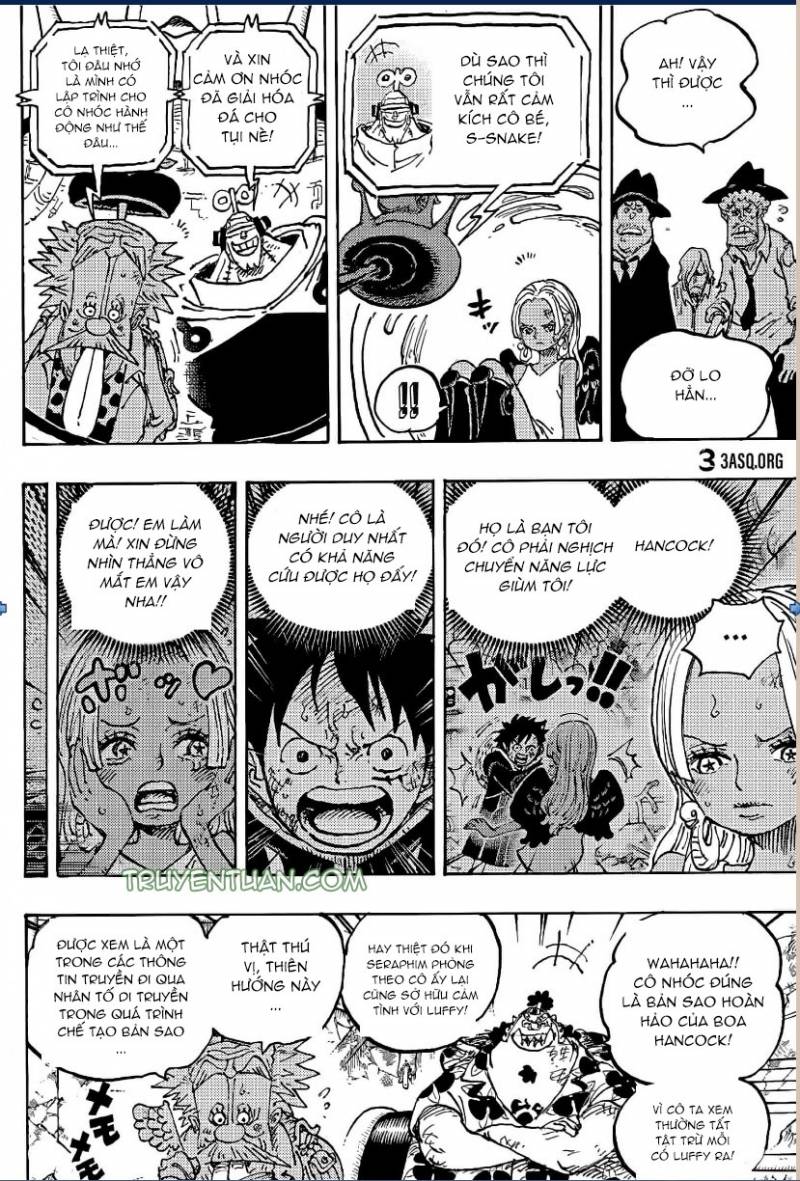 AH! VẬY
THÌ ĐƯỢC
...
ĐỠ LO
HẲN...
DÙ SAO THÌ
CHÚNG TÔI
VẪN RẤT CẢM
KÍCH CÔ BÉ,
S-SNAKE!
!!
VÀ XIN
CẢM ƠN NHÓC
ĐÃ GIẢI HÓA
ĐÁ CHO
TỤI NÈ!
LẠ THIỆT,
TÔI ĐÂU NHỚ
LÀ MÌNH CÓ
LẬP TRÌNH CHO
CÔ NHÓC HÀNH
ĐỘNG NHƯ THẾ
ĐÂU...
3 3ASQ.ORG
...
HANCOCK!
HỌ LÀ BẠN TÔI
ĐÓ! CÔ PHẢI NGHỊCH
CHUYỂN NĂNG LỰC
GIÙM TÔI!
がしっ!!
NHÉ! CÔ LÀ
NGƯỜI DUY NHẤT
CÓ KHẢ NĂNG
CỨU ĐƯỢC HỌ ĐẤY!
ĐƯỢC! EM LÀM
MÀ! XIN ĐỪNG
NHÌN THẲNG VÔ
MẮT EM VẬY
NHA!!
ボッ♡
TRUYENTUAN.COM
WAHAHAHA!!
CÔ NHÓC ĐÚNG
LÀ BẢN SAO HOÀN
HẢO CỦA BOA
HANCOCK!
VÌ CÔ TA XEM
THƯỜNG TẤT
TẬT TRỪ MỖI
CÓ LUFFY RA!
HAY THIỆT ĐÓ KHI
SERAPHIM PHỎNG
THEO CÔ ẤY LẠI
CŨNG SỞ HỮU CẢM
TÌNH VỚI LUFFY!
THẬT THÚ
VỊ, THIÊN
HƯỚNG NÀY
...
ĐƯỢC XEM LÀ MỘT
TRONG CÁC THÔNG
TIN TRUYỀN ĐI QUA
NHÂN TỐ DI TRUYỀN
TRONG QUÁ TRÌNH
CHẾ TẠO BẢN SAO
...